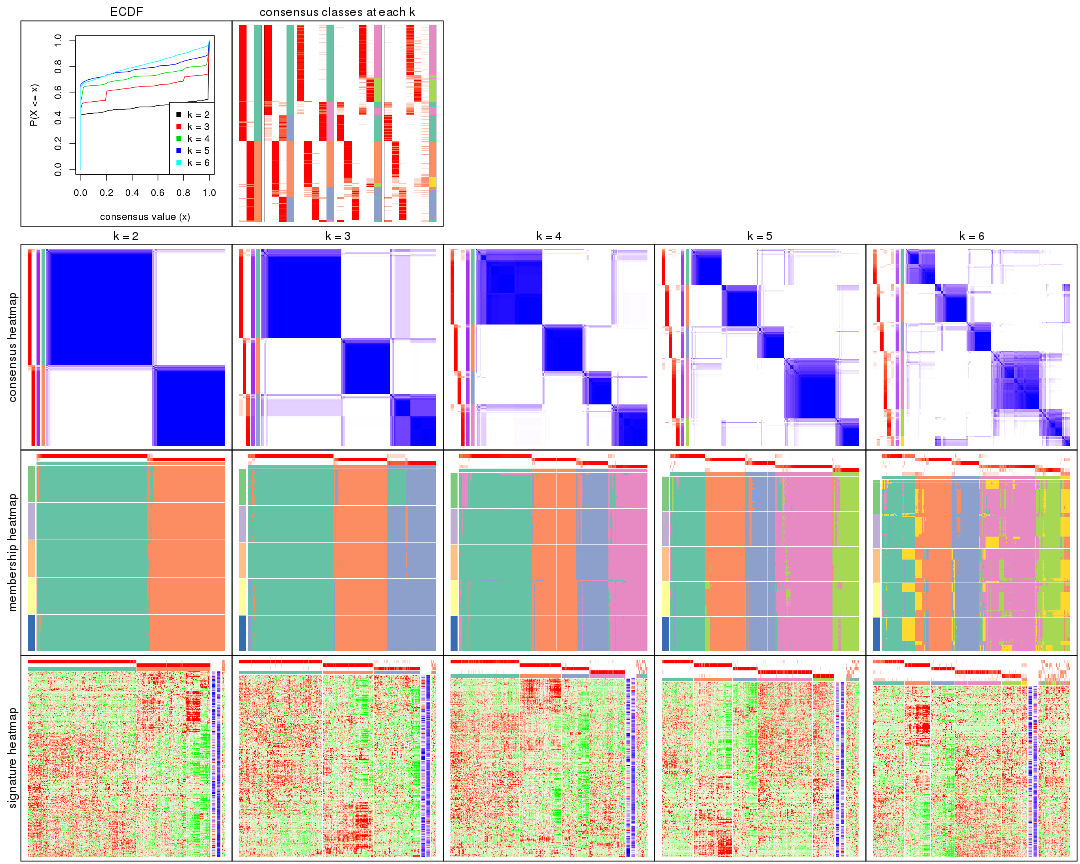 ECDF
consensus classes at each k
P(X <= x)
0.0 0.2 0.4 0.6 0.8 1.0
k = 2
k = 3
k = 4
k = 5
k = 6
0.0 0.2 0.4 0.6 0.8 1.0
consensus value (x)
k = 2
k = 3
k = 4
k = 5
k = 6
consensus heatmap
membership heatmap
signature heatmap